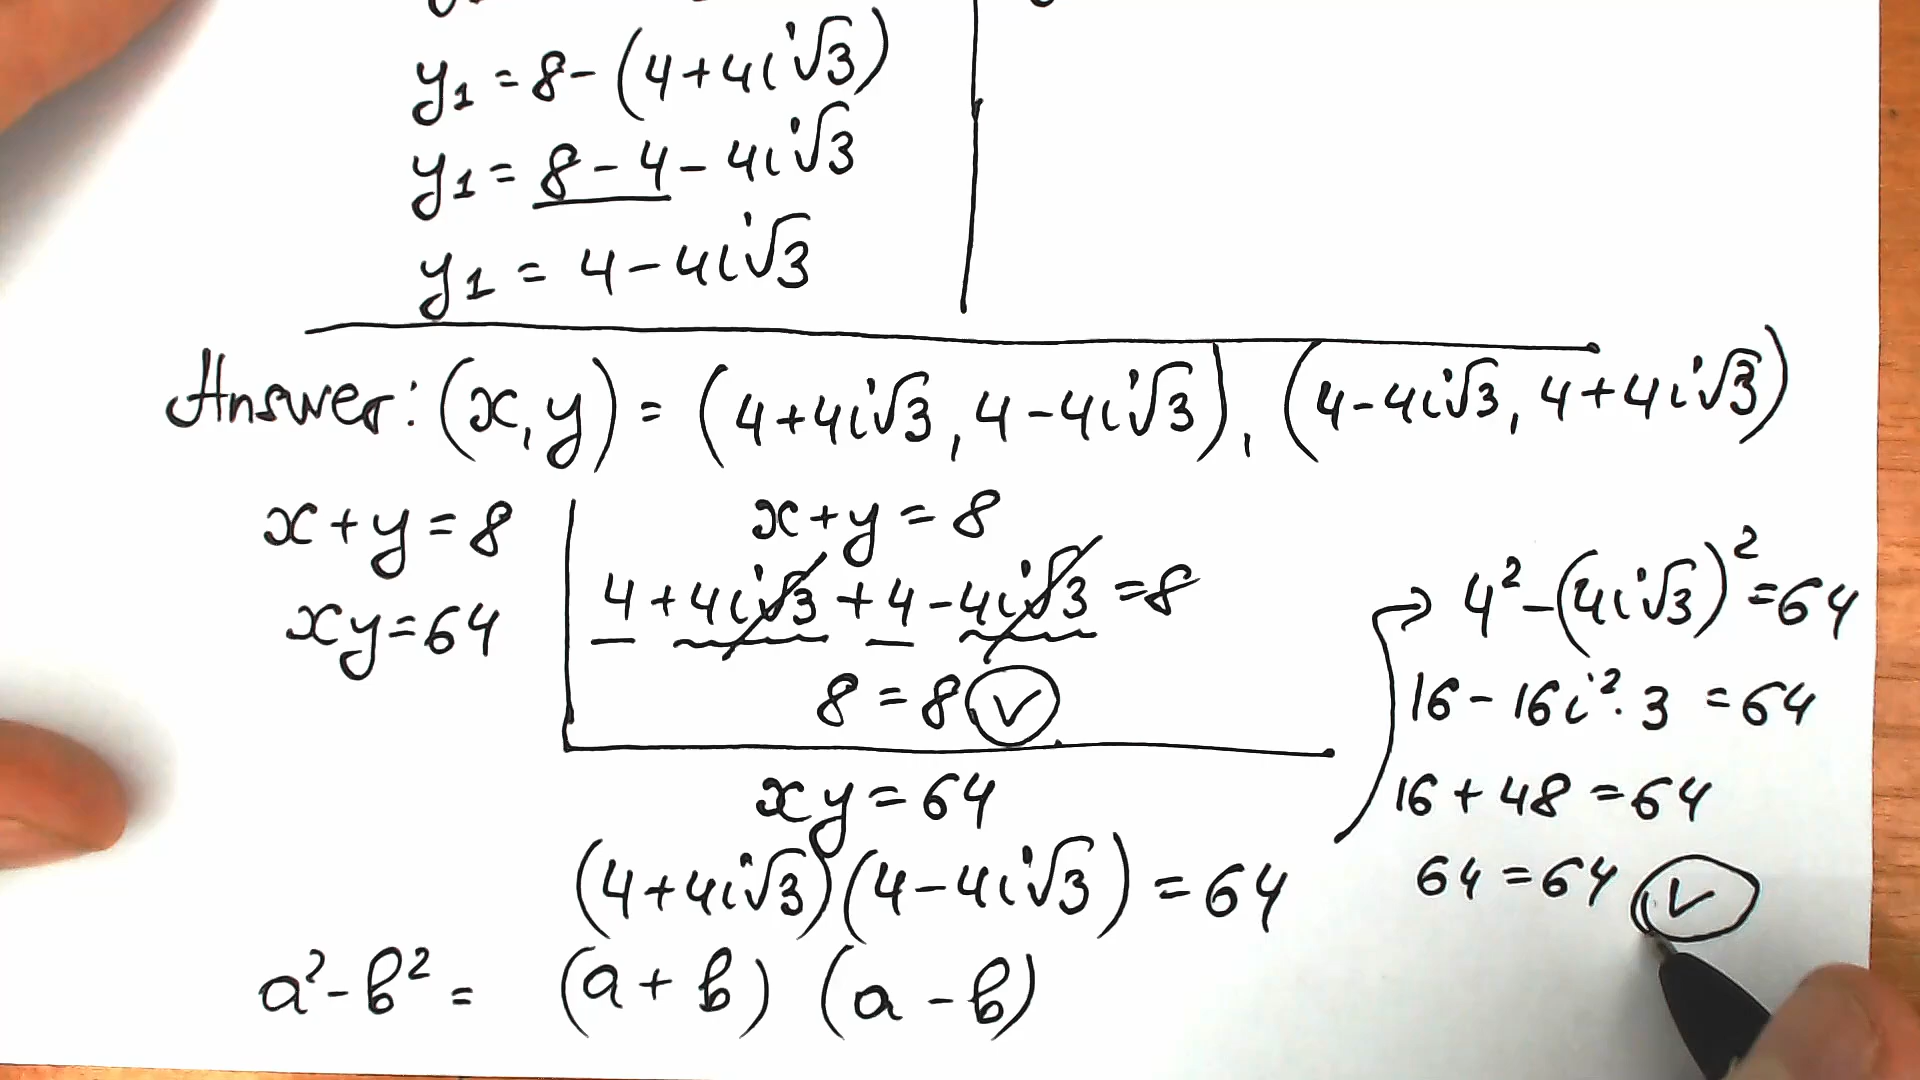 y₁ = 8 - (4 + 4i√3)
y₁ = 8 - 4 - 4i√3
y₁ = 4 - 4i√3
Answer: (x, y) = (4 + 4i√3, 4 - 4i√3), (4 - 4i√3, 4 + 4i√3)
x + y = 8
xy = 64
x + y = 8
4 + 4i√3 + 4 - 4i√3 = 8
8 = 8 ✓
xy = 64
(4 + 4i√3)(4 - 4i√3) = 64
a² - b² = (a + b) (a - b)
→ 4² - (4i√3)² = 64
16 - 16i² · 3 = 64
16 + 48 = 64
64 = 64 ✓